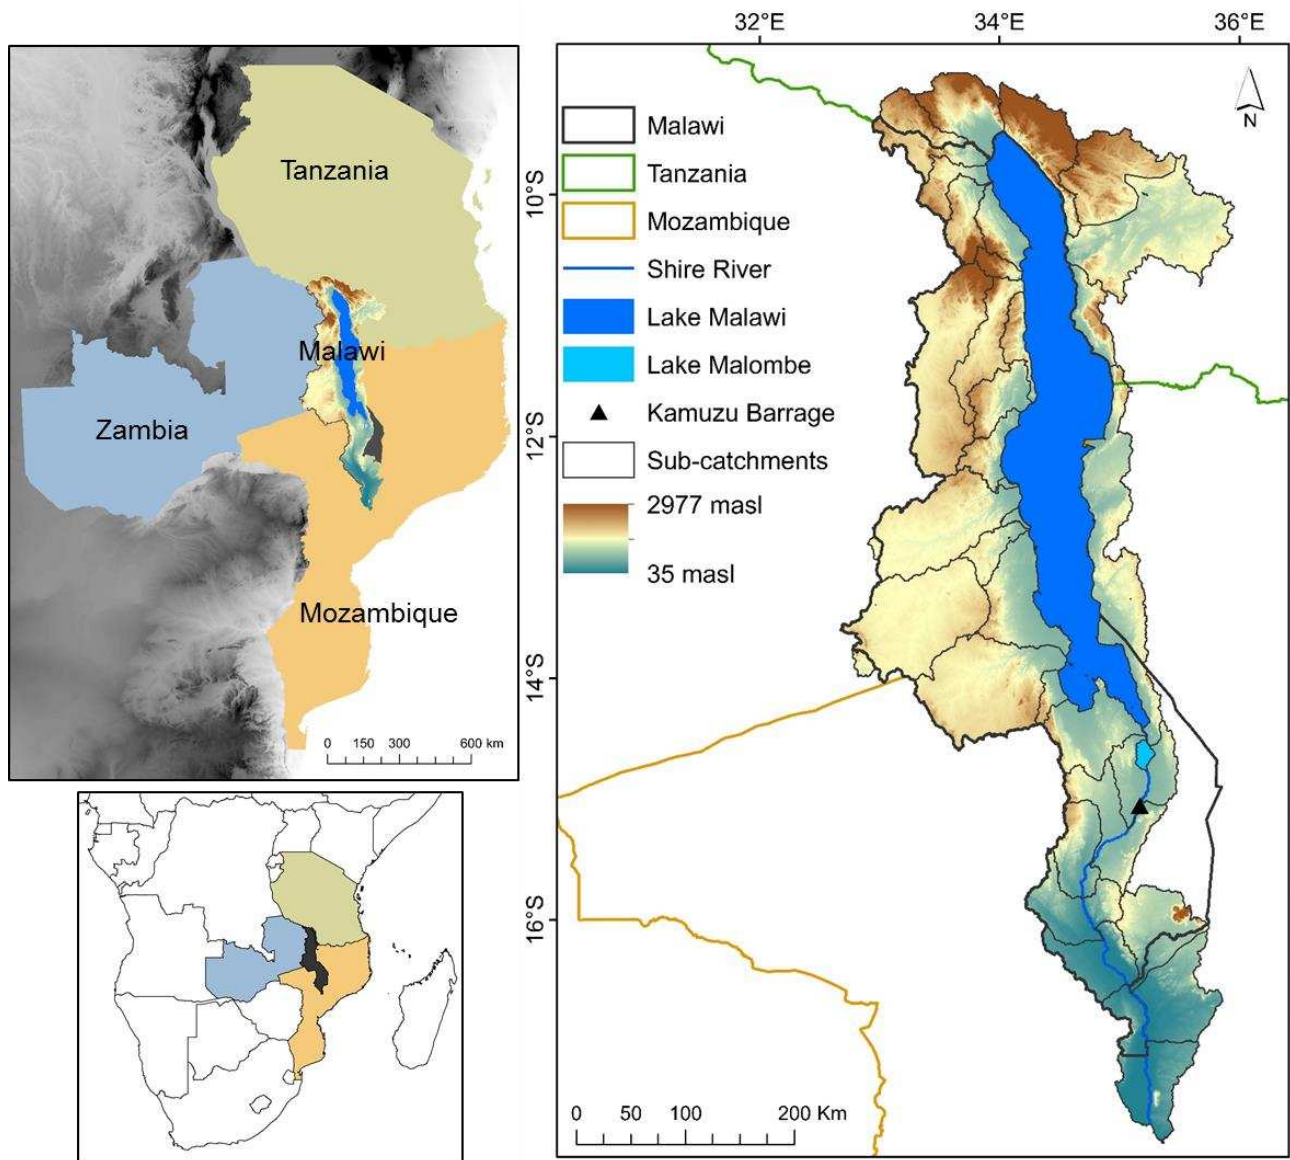 Tanzania
Malawi
Zambia
Mozambique
0 150 300 600 km
32°E 34°E 36°E
N
10°S
12°S
14°S
16°S
Malawi
Tanzania
Mozambique
Shire River
Lake Malawi
Lake Malombe
Kamuzu Barrage
Sub-catchments
2977 masl
35 masl
0 50 100 200 Km